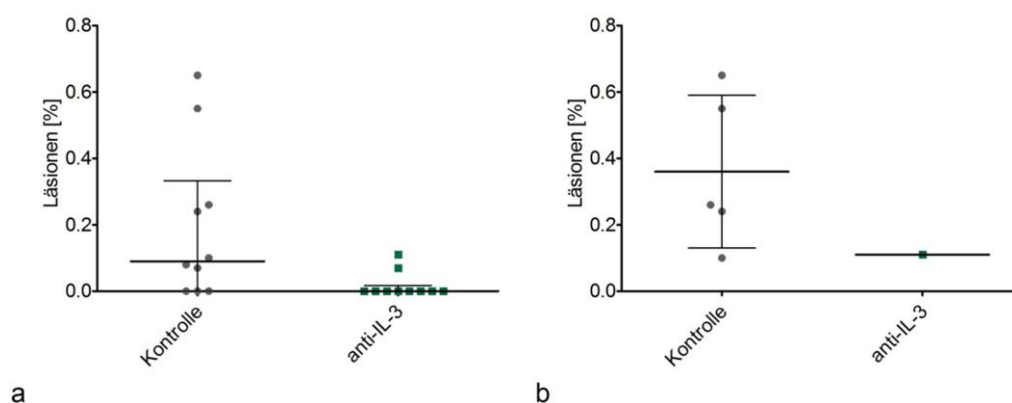 Läsionen [%]
0.8
0.6
0.4
0.2
0.0
Kontrolle
anti-IL-3
a
Läsionen [%]
0.8
0.6
0.4
0.2
0.0
Kontrolle
anti-IL-3
b